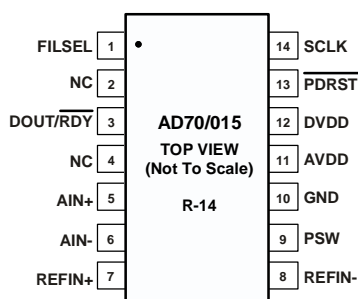 FILSEL 1 14 SCLK
NC 2 13 PDRST
DOUT/RDY 3 AD70/015 12 DVDD
TOP VIEW
NC 4 (Not To Scale) 11 AVDD
AIN+ 5 R-14 10 GND
AIN- 6 9 PSW
REFIN+ 7 8 REFIN-